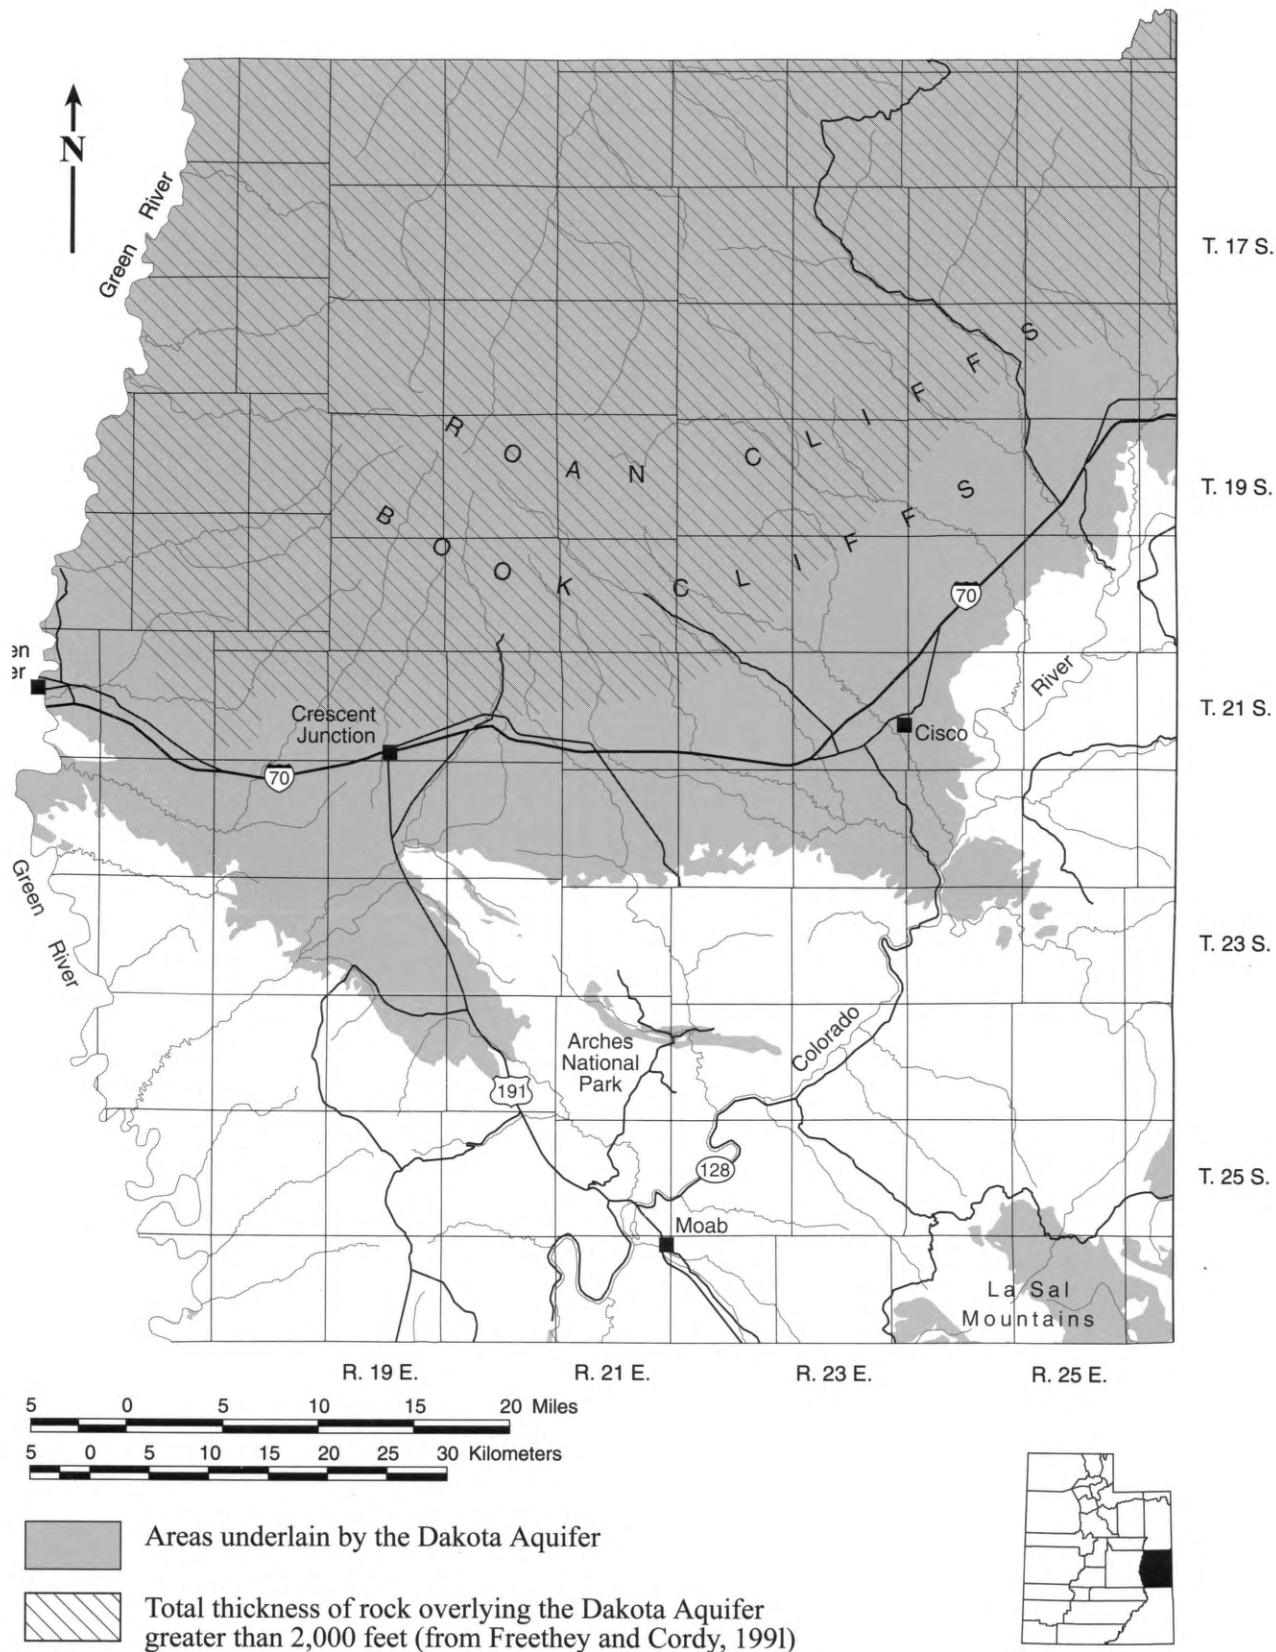 N
Green River
T. 17 S.
ROAN CLIFFS
T. 19 S.
BOOK CLIFFS
70
en
er
River
Crescent
Junction
T. 21 S.
Cisco
70
Green River
T. 23 S.
Arches
National
Park
Colorado
191
128
T. 25 S.
Moab
La Sal
Mountains
R. 19 E. R. 21 E. R. 23 E. R. 25 E.
5 0 5 10 15 20 Miles
5 0 5 10 15 20 25 30 Kilometers
Areas underlain by the Dakota Aquifer
Total thickness of rock overlying the Dakota Aquifer
greater than 2,000 feet (from Freethey and Cordy, 1991)